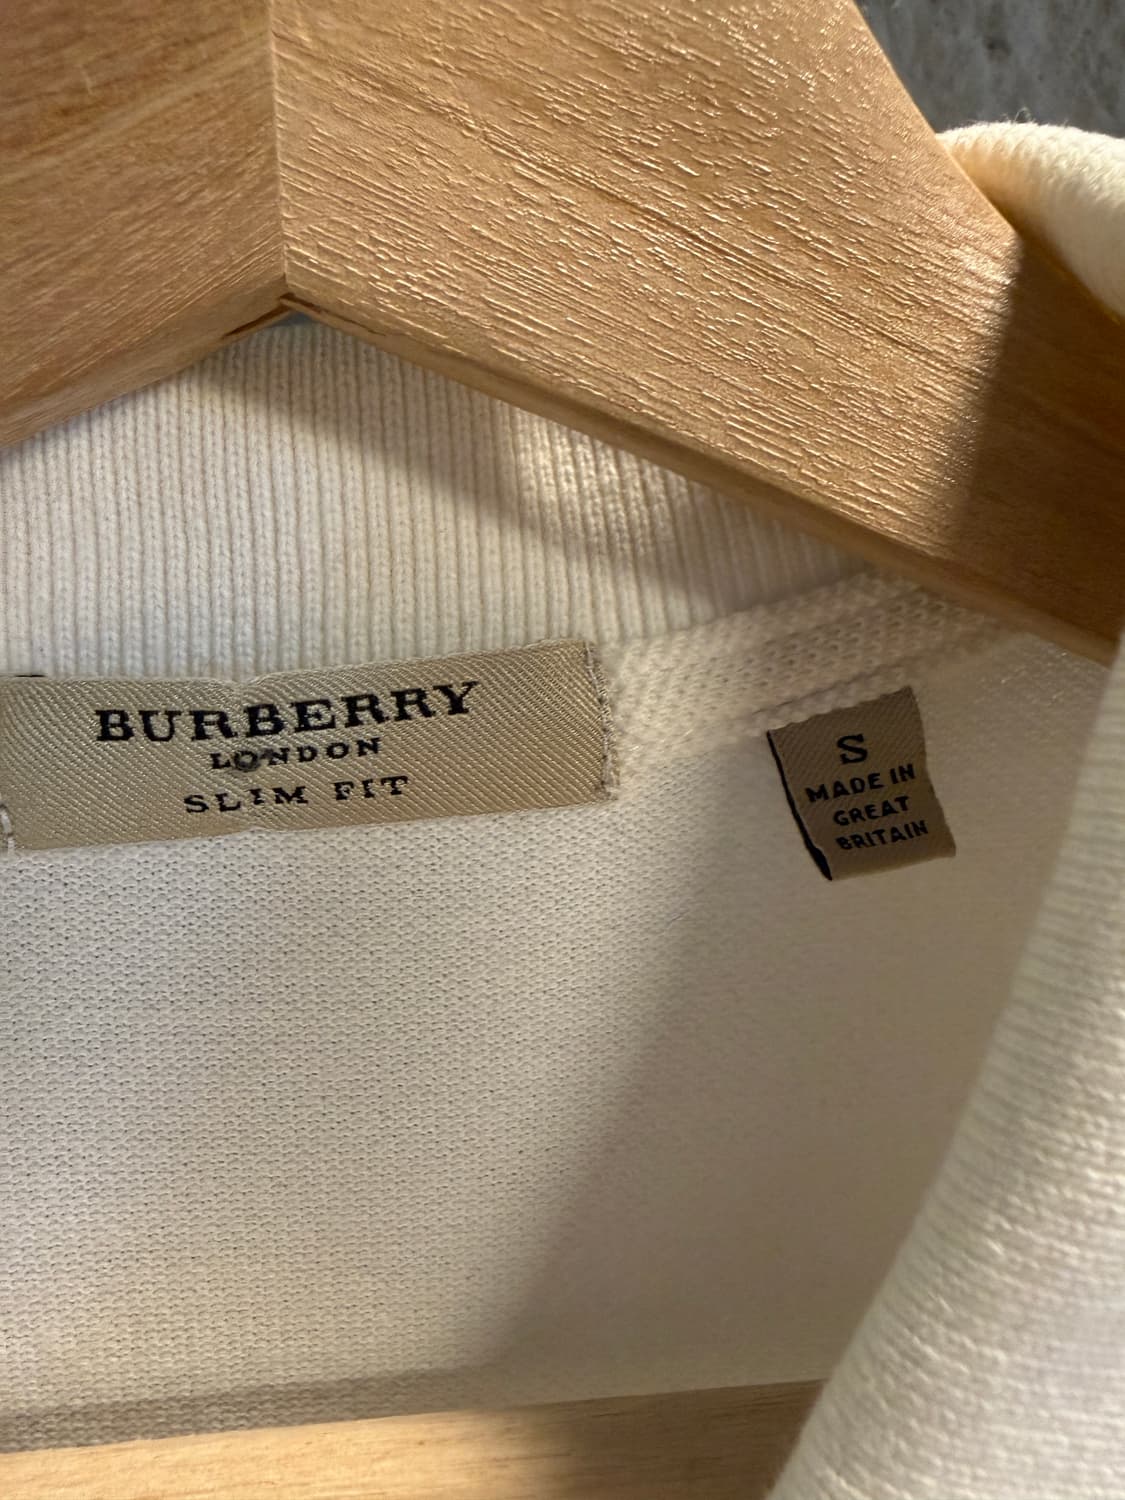 BURBERRY
LONDON
SLIM FIT
S
MADE IN
GREAT
BRITAIN